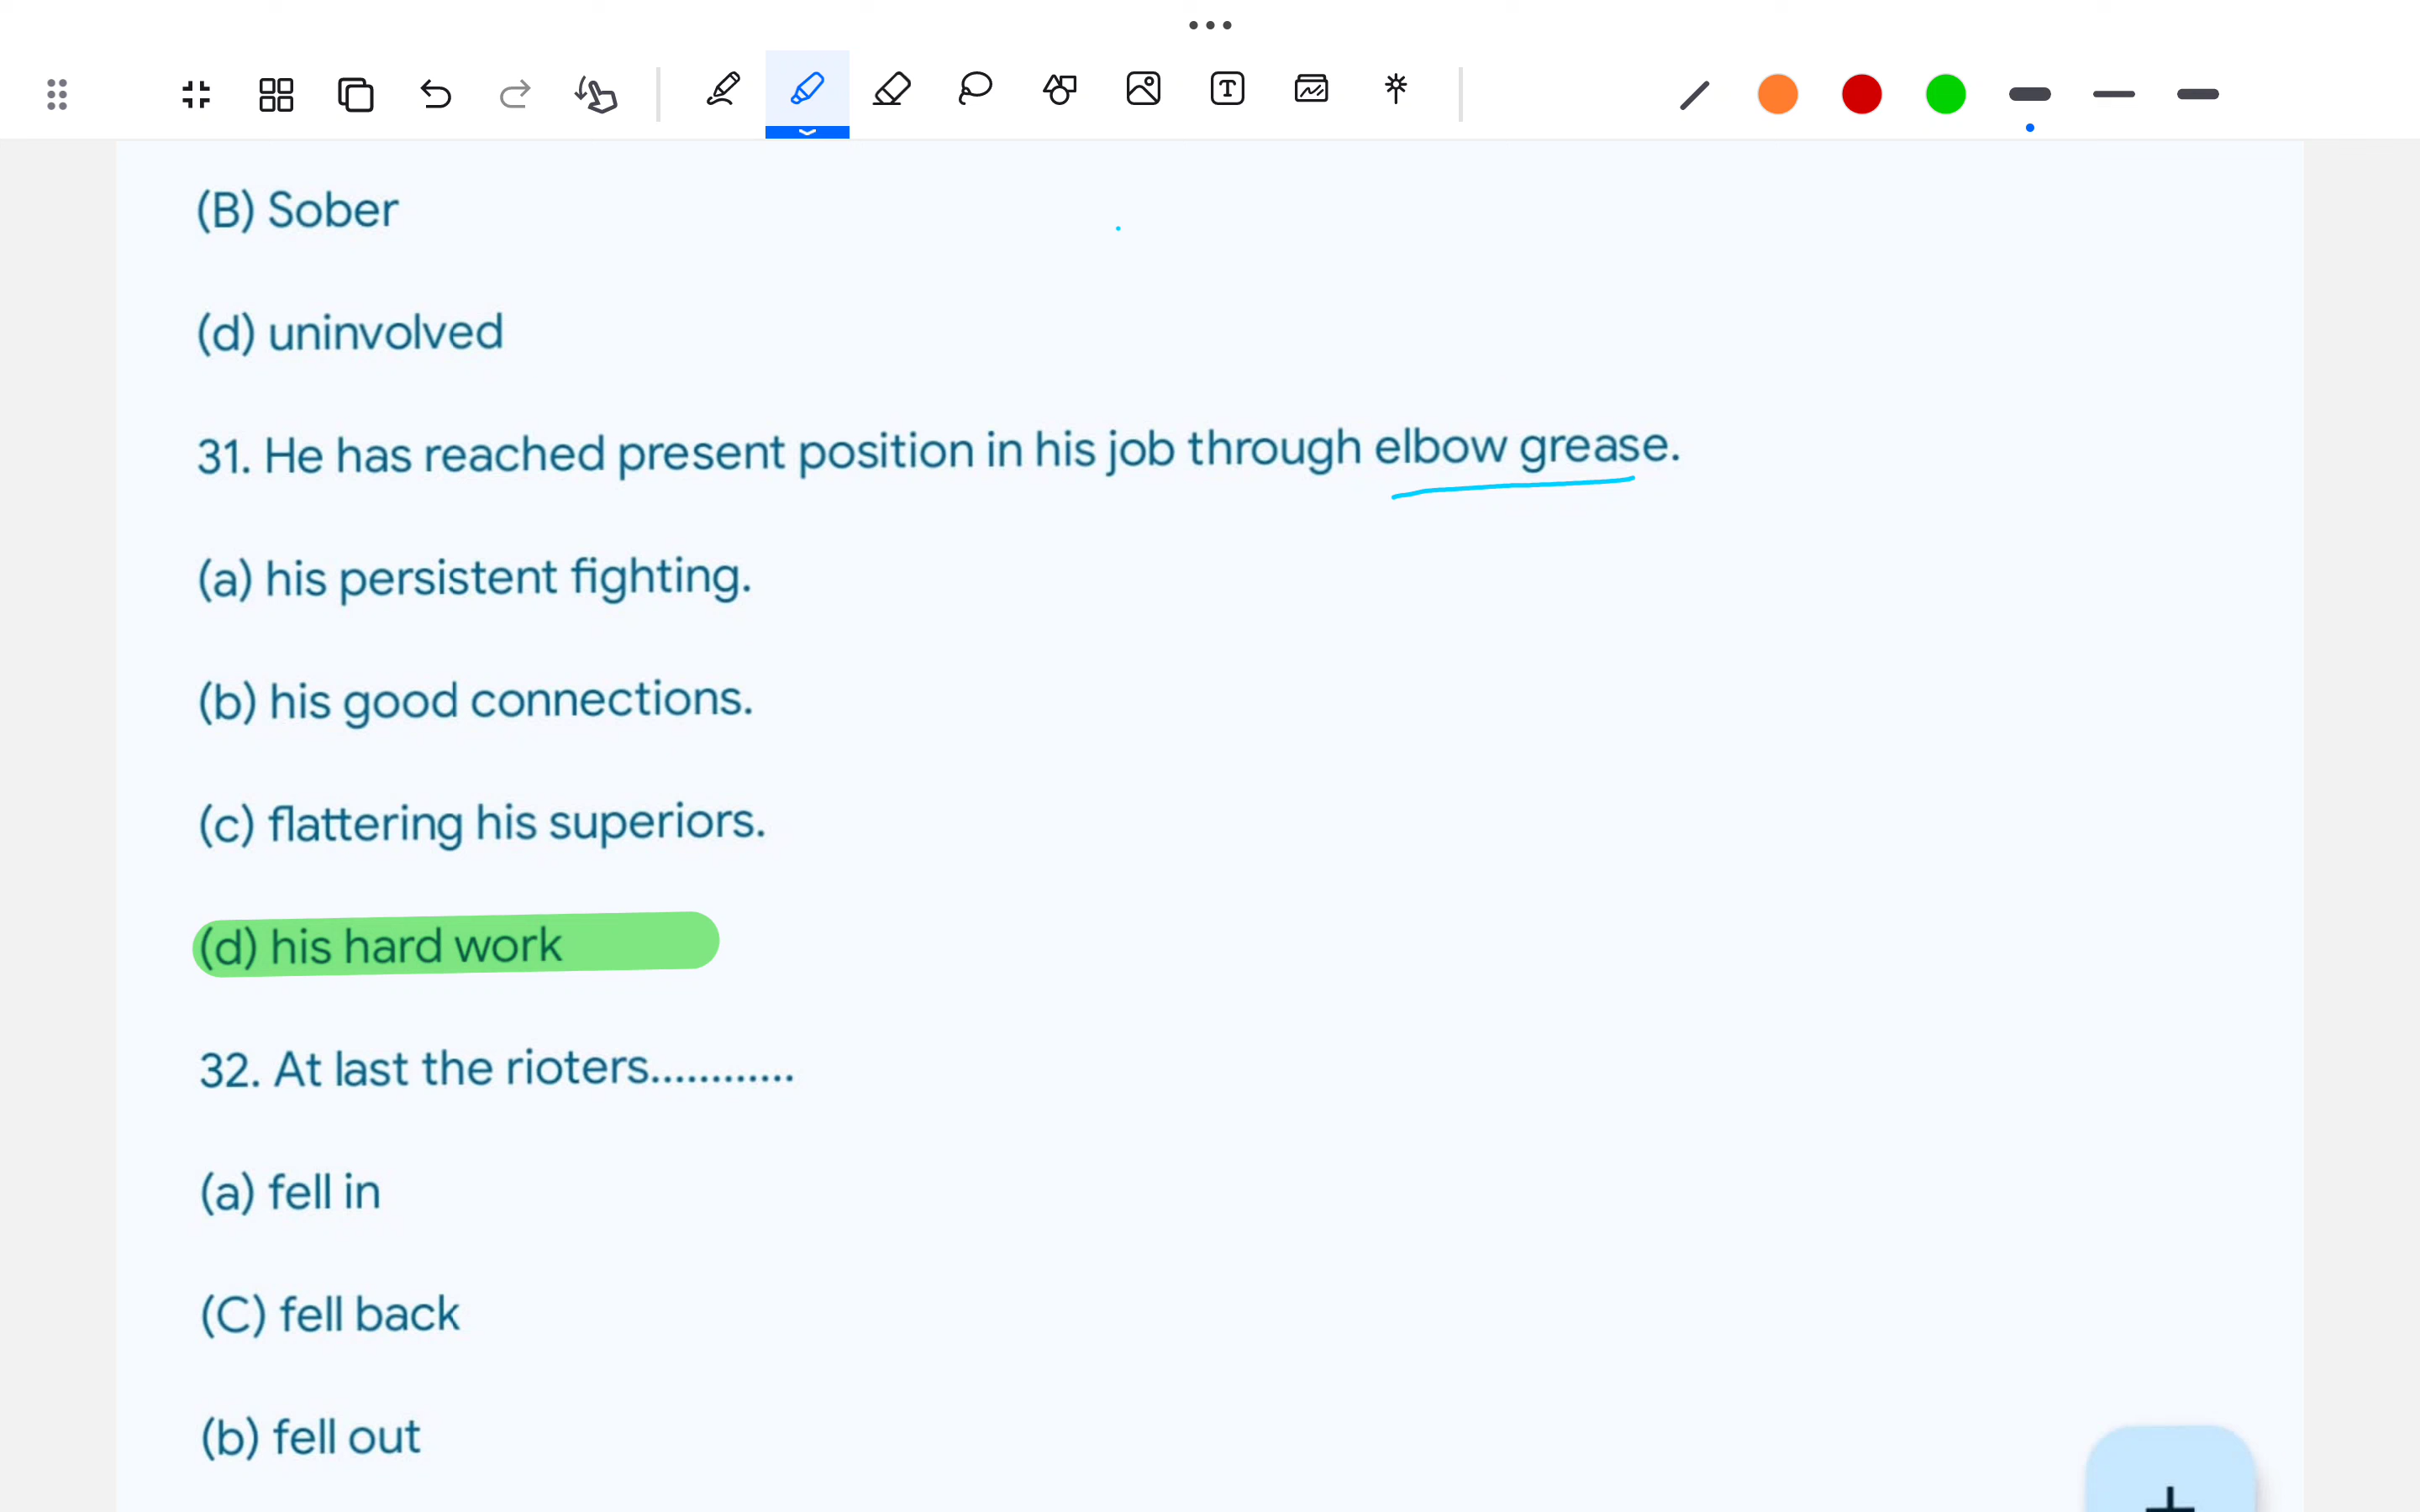 (B) Sober
(d) uninvolved
31. He has reached present position in his job through elbow grease.
(a) his persistent fighting.
(b) his good connections.
(c) flattering his superiors.
(d) his hard work
32. At last the rioters............
(a) fell in
(C) fell back
(b) fell out